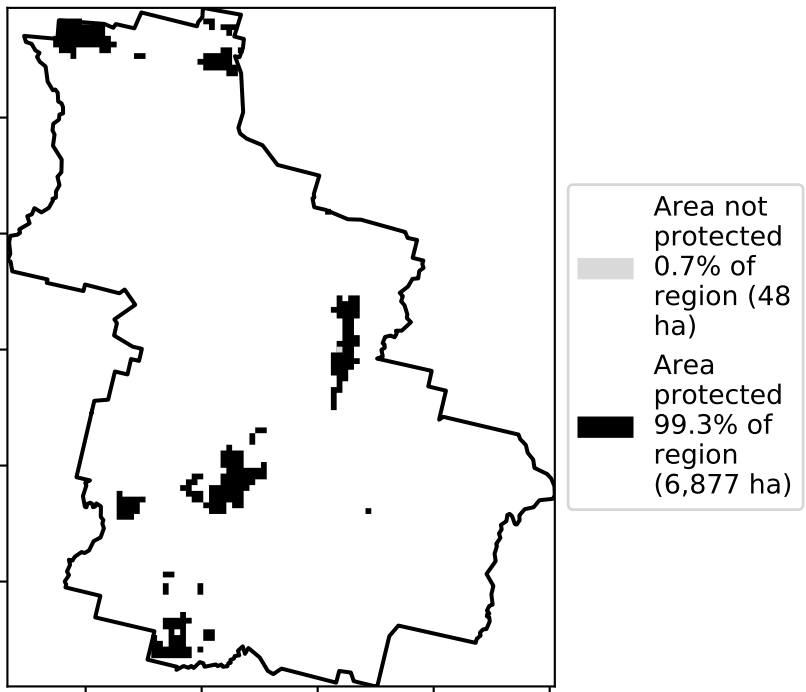 Area not
protected
0.7% of
region (48
ha)
Area
protected
99.3% of
region
(6,877 ha)